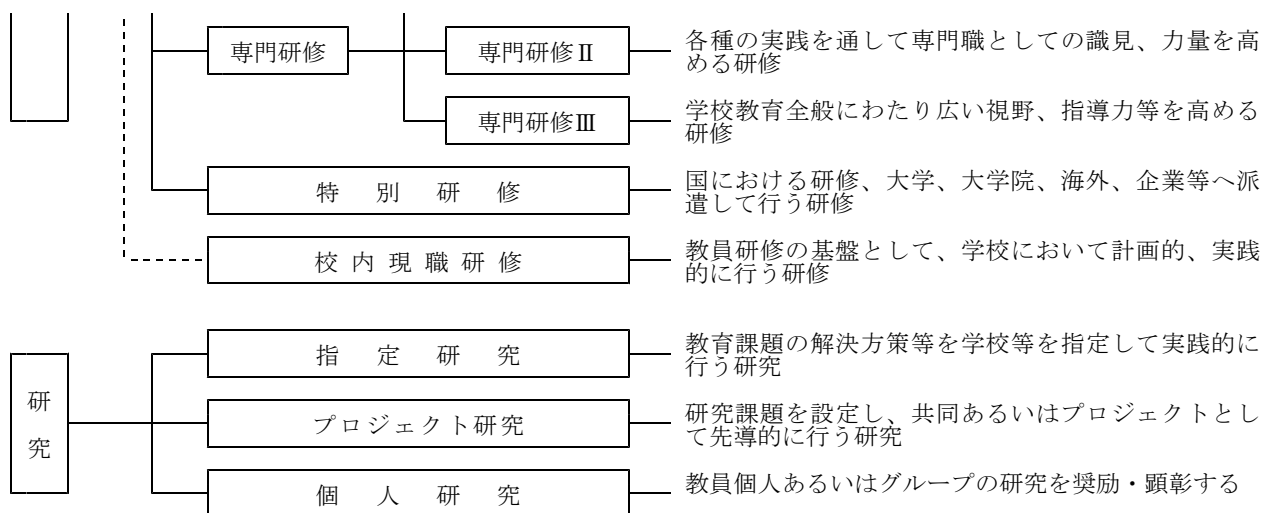 専門研修
専門研修Ⅱ
各種の実践を通して専門職としての識見、力量を高
める研修
専門研修Ⅲ
学校教育全般にわたり広い視野、指導力等を高める
研修
特別研修
国における研修、大学、大学院、海外、企業等へ派
遣して行う研修
校内現職研修
教員研修の基盤として、学校において計画的、実践
的に行う研修
研究
指定研究
教育課題の解決方策等を学校等を指定して実践的に
行う研究
プロジェクト研究
研究課題を設定し、共同あるいはプロジェクトとし
て先導的に行う研究
個人研究
教員個人あるいはグループの研究を奨励・顕彰する